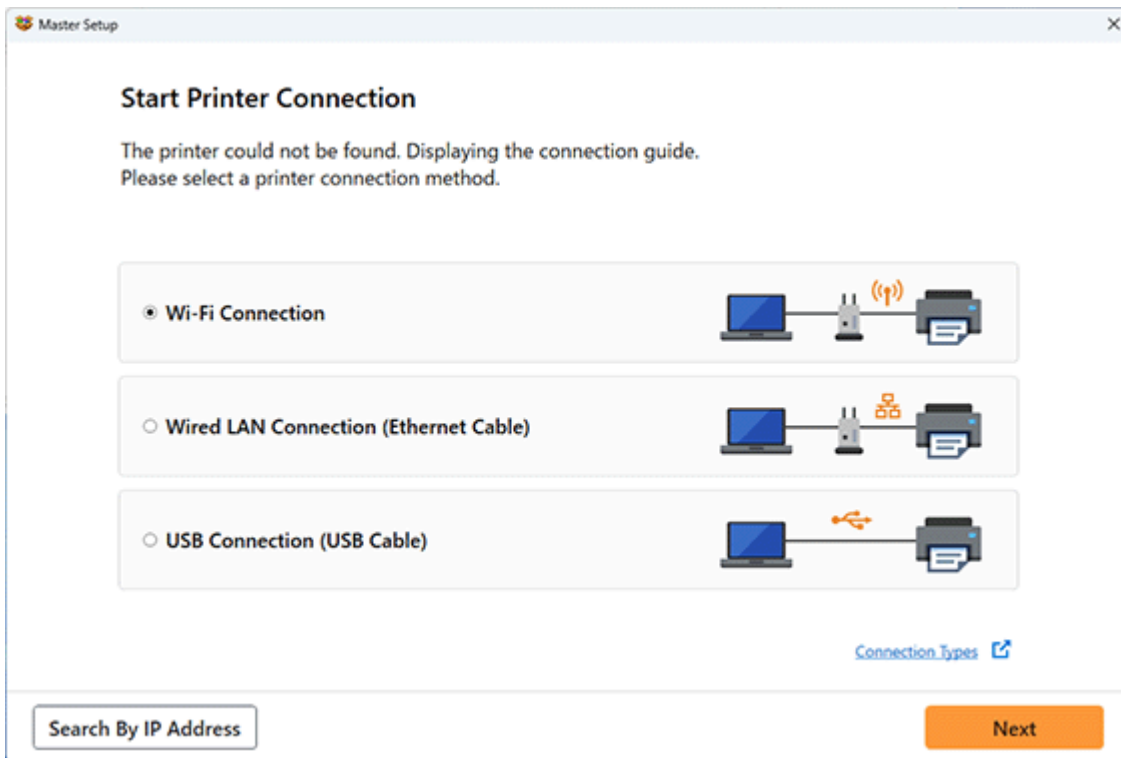 Master Setup
Start Printer Connection
The printer could not be found. Displaying the connection guide.
Please select a printer connection method.
Wi-Fi Connection
Wired LAN Connection (Ethernet Cable)
USB Connection (USB Cable)
Connection Types
Search By IP Address
Next